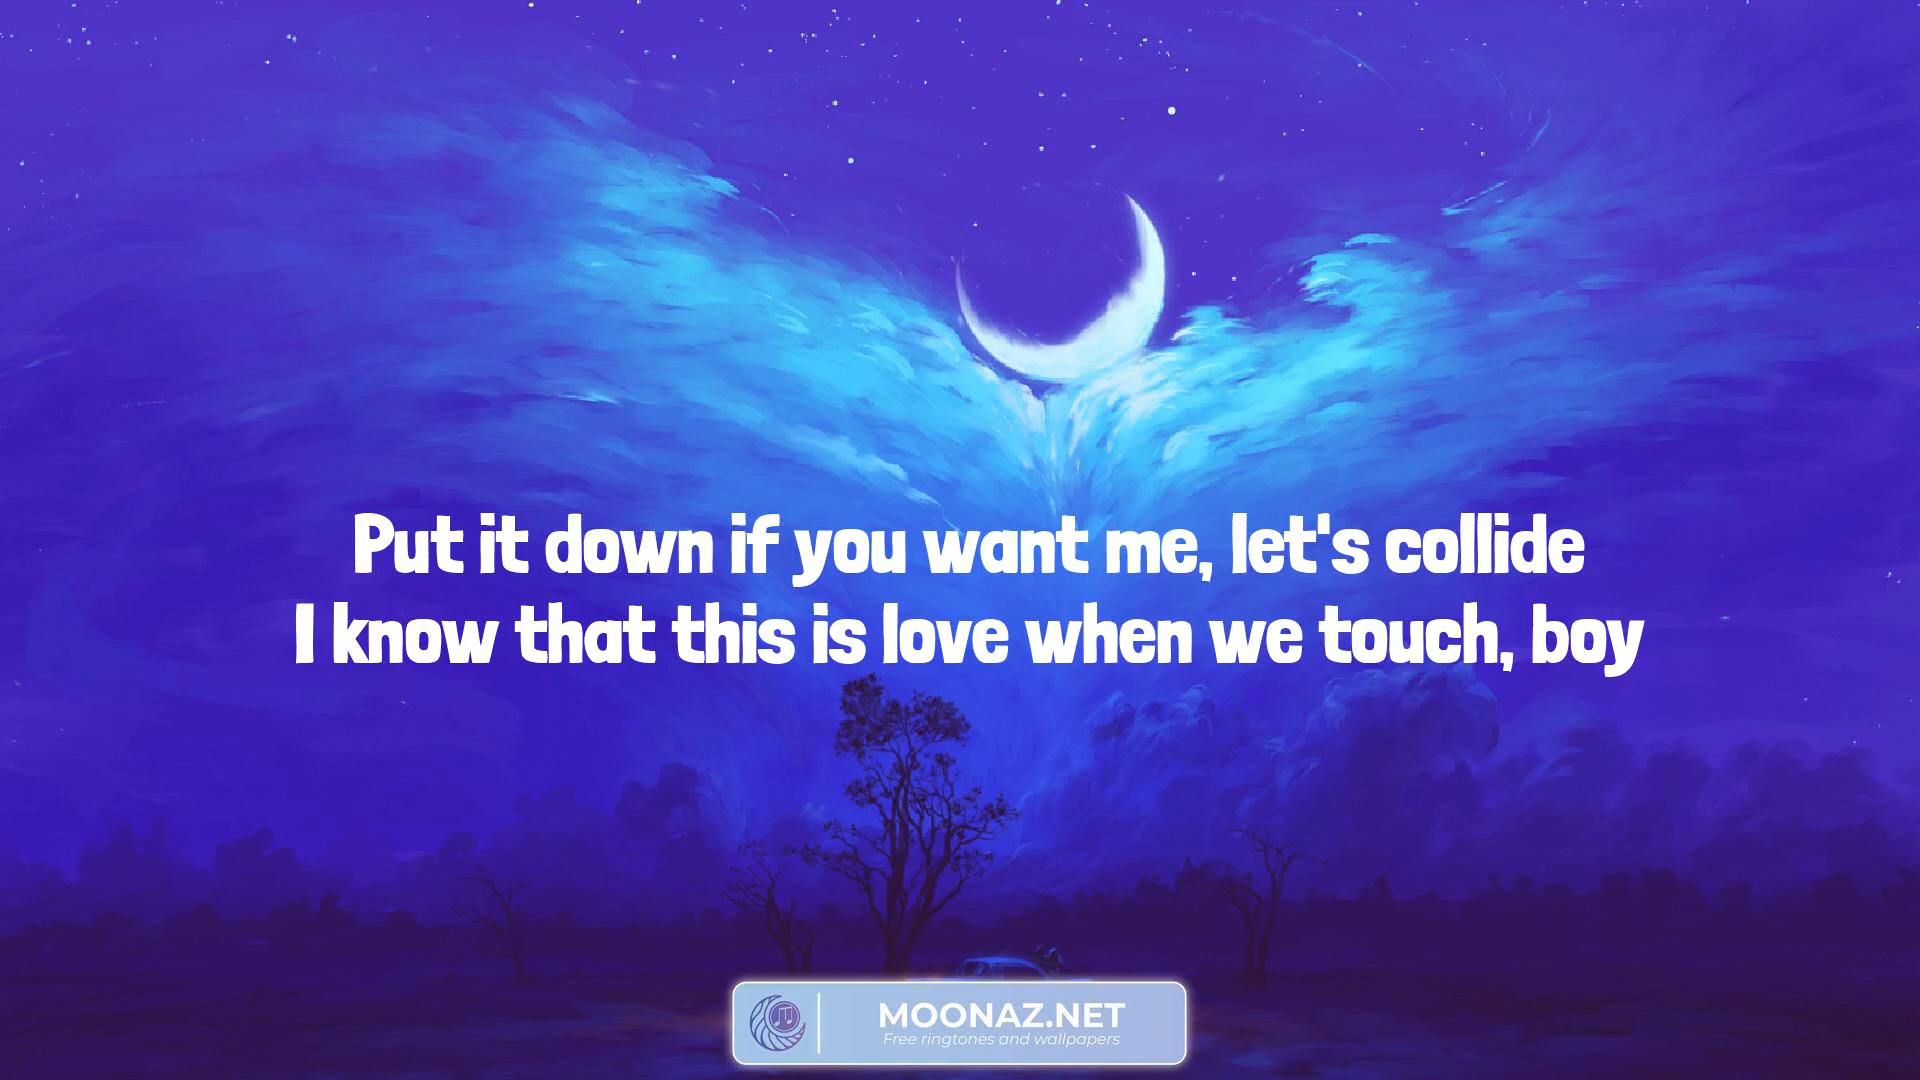 Put it down if you want me, let's collide
I know that this is love when we touch, boy
MOONAZ.NET
Free ringtones and wallpapers